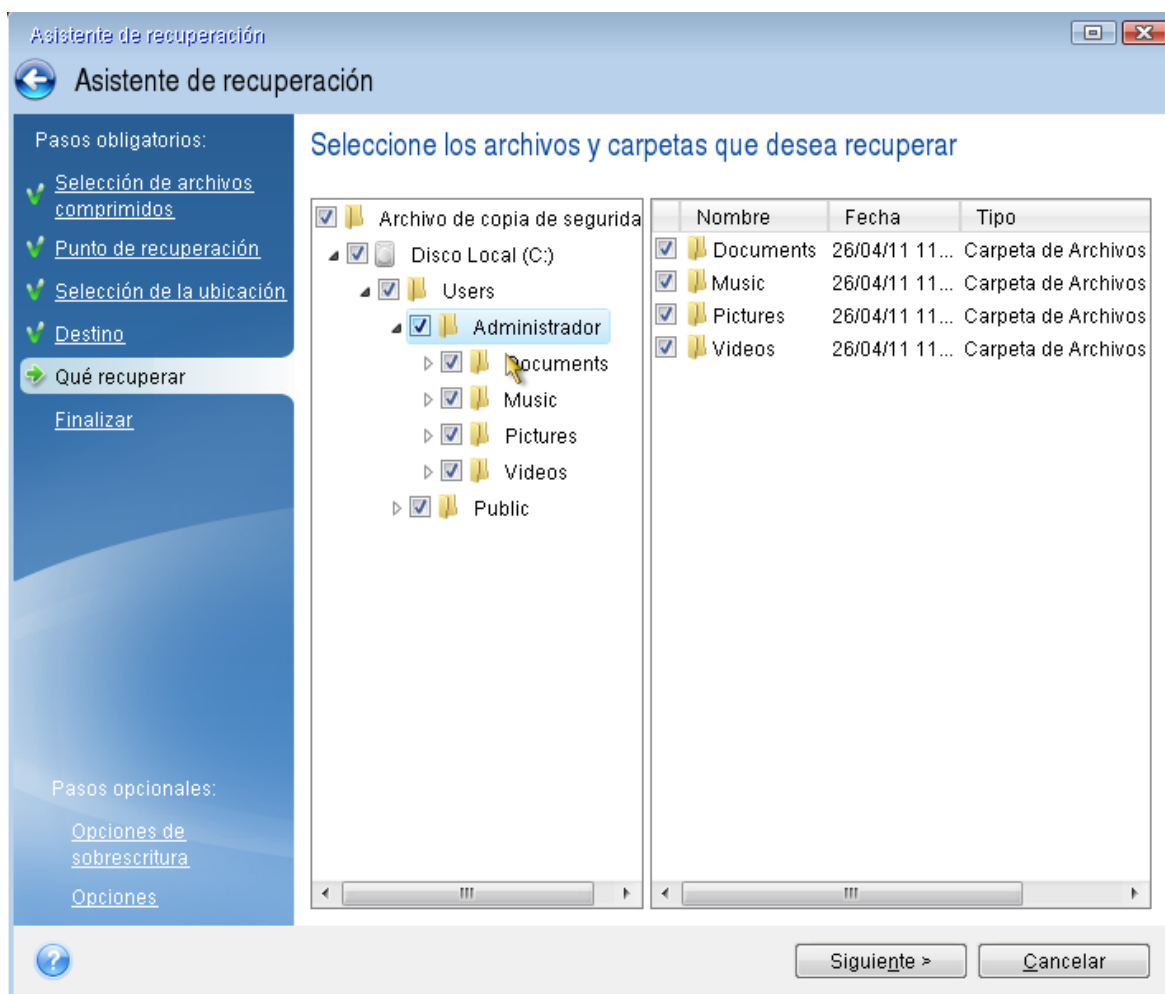 Asistente de recuperación
Asistente de recuperación
Pasos obligatorios:
Selección de archivos
comprimidos
Punto de recuperación
Selección de la ubicación
Destino
Qué recuperar
Finalizar
Pasos opcionales:
Opciones de
sobrescritura
Opciones
Seleccione los archivos y carpetas que desea recuperar
Archivo de copia de segurida
Disco Local (C:)
Users
Administrador
Documents
Music
Pictures
Videos
Public
Nombre Fecha Tipo
Documents 26/04/11 11... Carpeta de Archivos
Music 26/04/11 11... Carpeta de Archivos
Pictures 26/04/11 11... Carpeta de Archivos
Videos 26/04/11 11... Carpeta de Archivos
Siguiente >
Cancelar